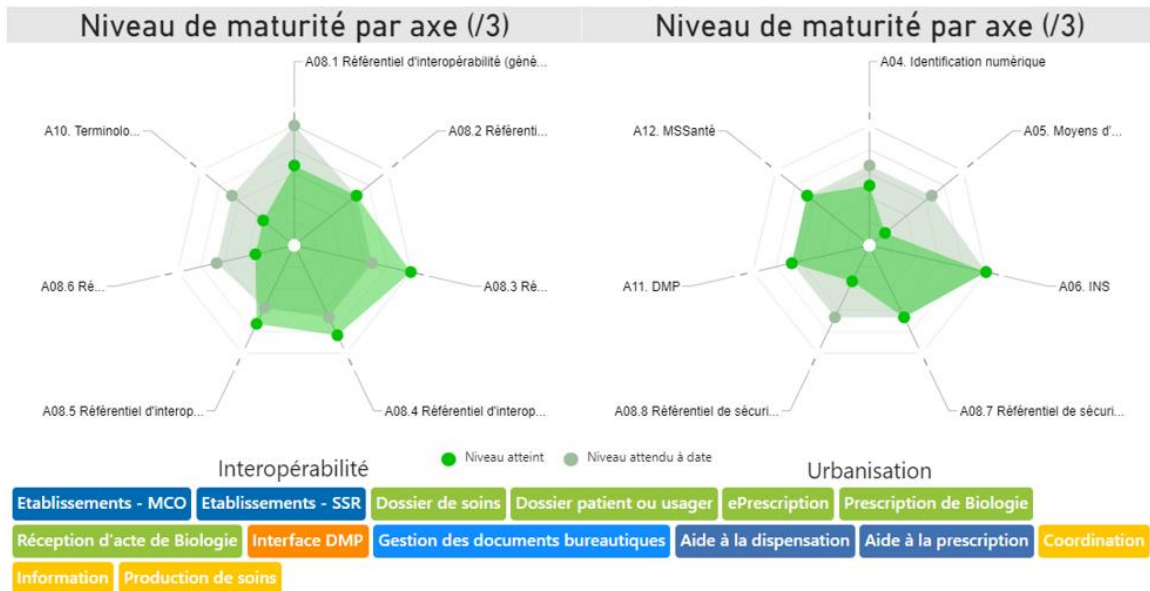 Niveau de maturité par axe (/3)
Niveau de maturité par axe (/3)
A08.1 Référentiel d'interopérabilité (géné...
A10. Terminolo...
A08.2 Référenti...
A08.6 Ré...
A08.3 Ré...
A08.5 Référentiel d'interop...
A08.4 Référentiel d'interop...
A04. Identification numérique
A12. MSSanté
A05. Moyens d'...
A11. DMP
A06. INS
A08.8 Référentiel de sécuri...
A08.7 Référentiel de sécuri...
Interopérabilité
Niveau atteint
Niveau attendu à date
Urbanisation
Etablissements - MCO
Etablissements - SSR
Dossier de soins
Dossier patient ou usager
ePrescription
Prescription de Biologie
Réception d'acte de Biologie
Interface DMP
Gestion des documents bureautiques
Aide à la dispensation
Aide à la prescription
Coordination
Information
Production de soins